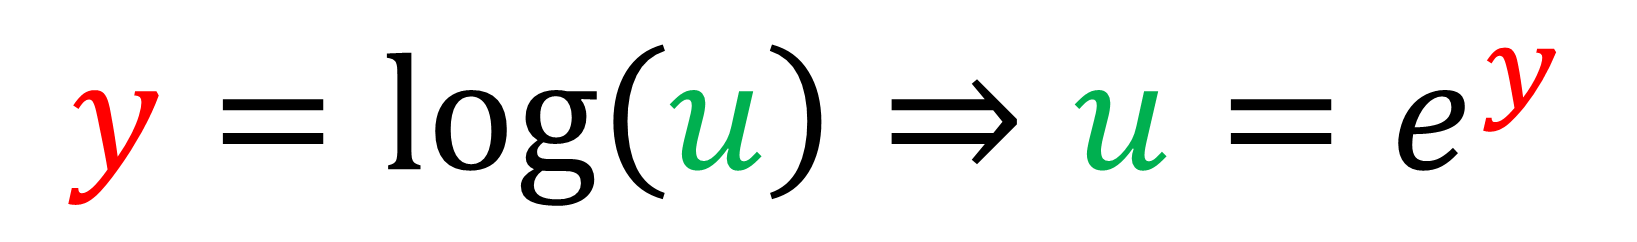 y = log(u) ⇒ u = e^y